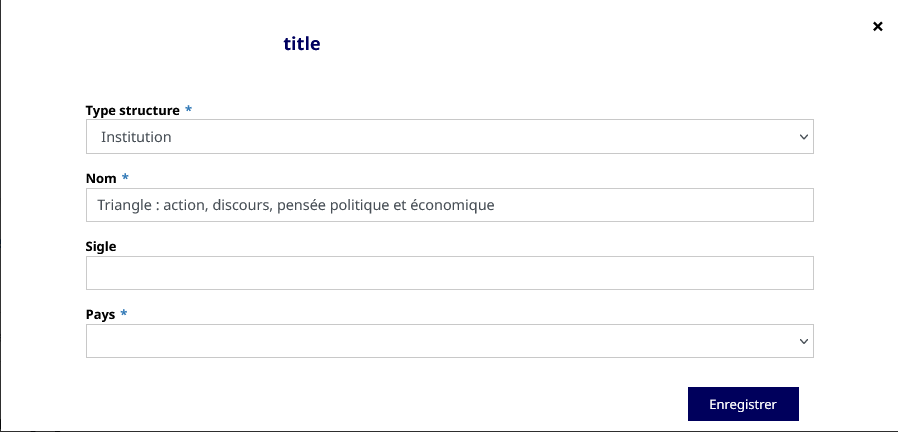 ×
title
Type structure *
Institution
Nom *
Triangle : action, discours, pensée politique et économique
Sigle
Pays *
Enregistrer